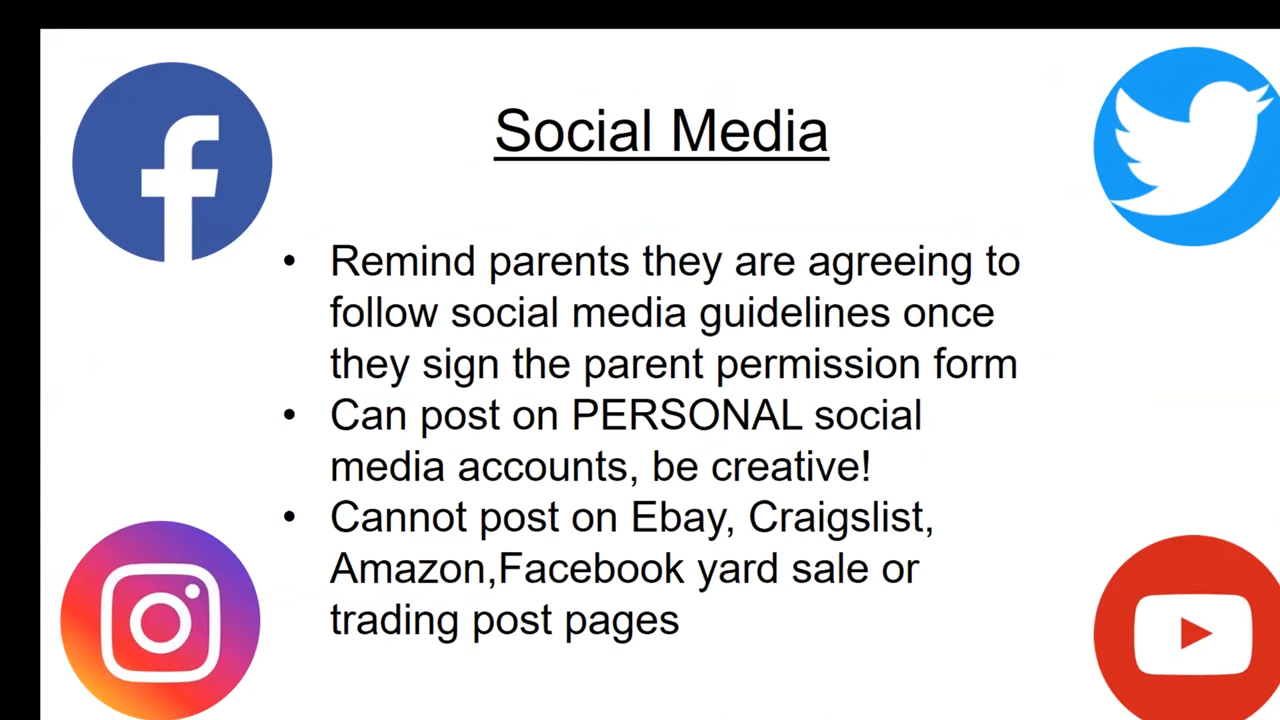 Social Media
• Remind parents they are agreeing to
follow social media guidelines once
they sign the parent permission form
• Can post on PERSONAL social
media accounts, be creative!
• Cannot post on Ebay, Craigslist,
Amazon,Facebook yard sale or
trading post pages